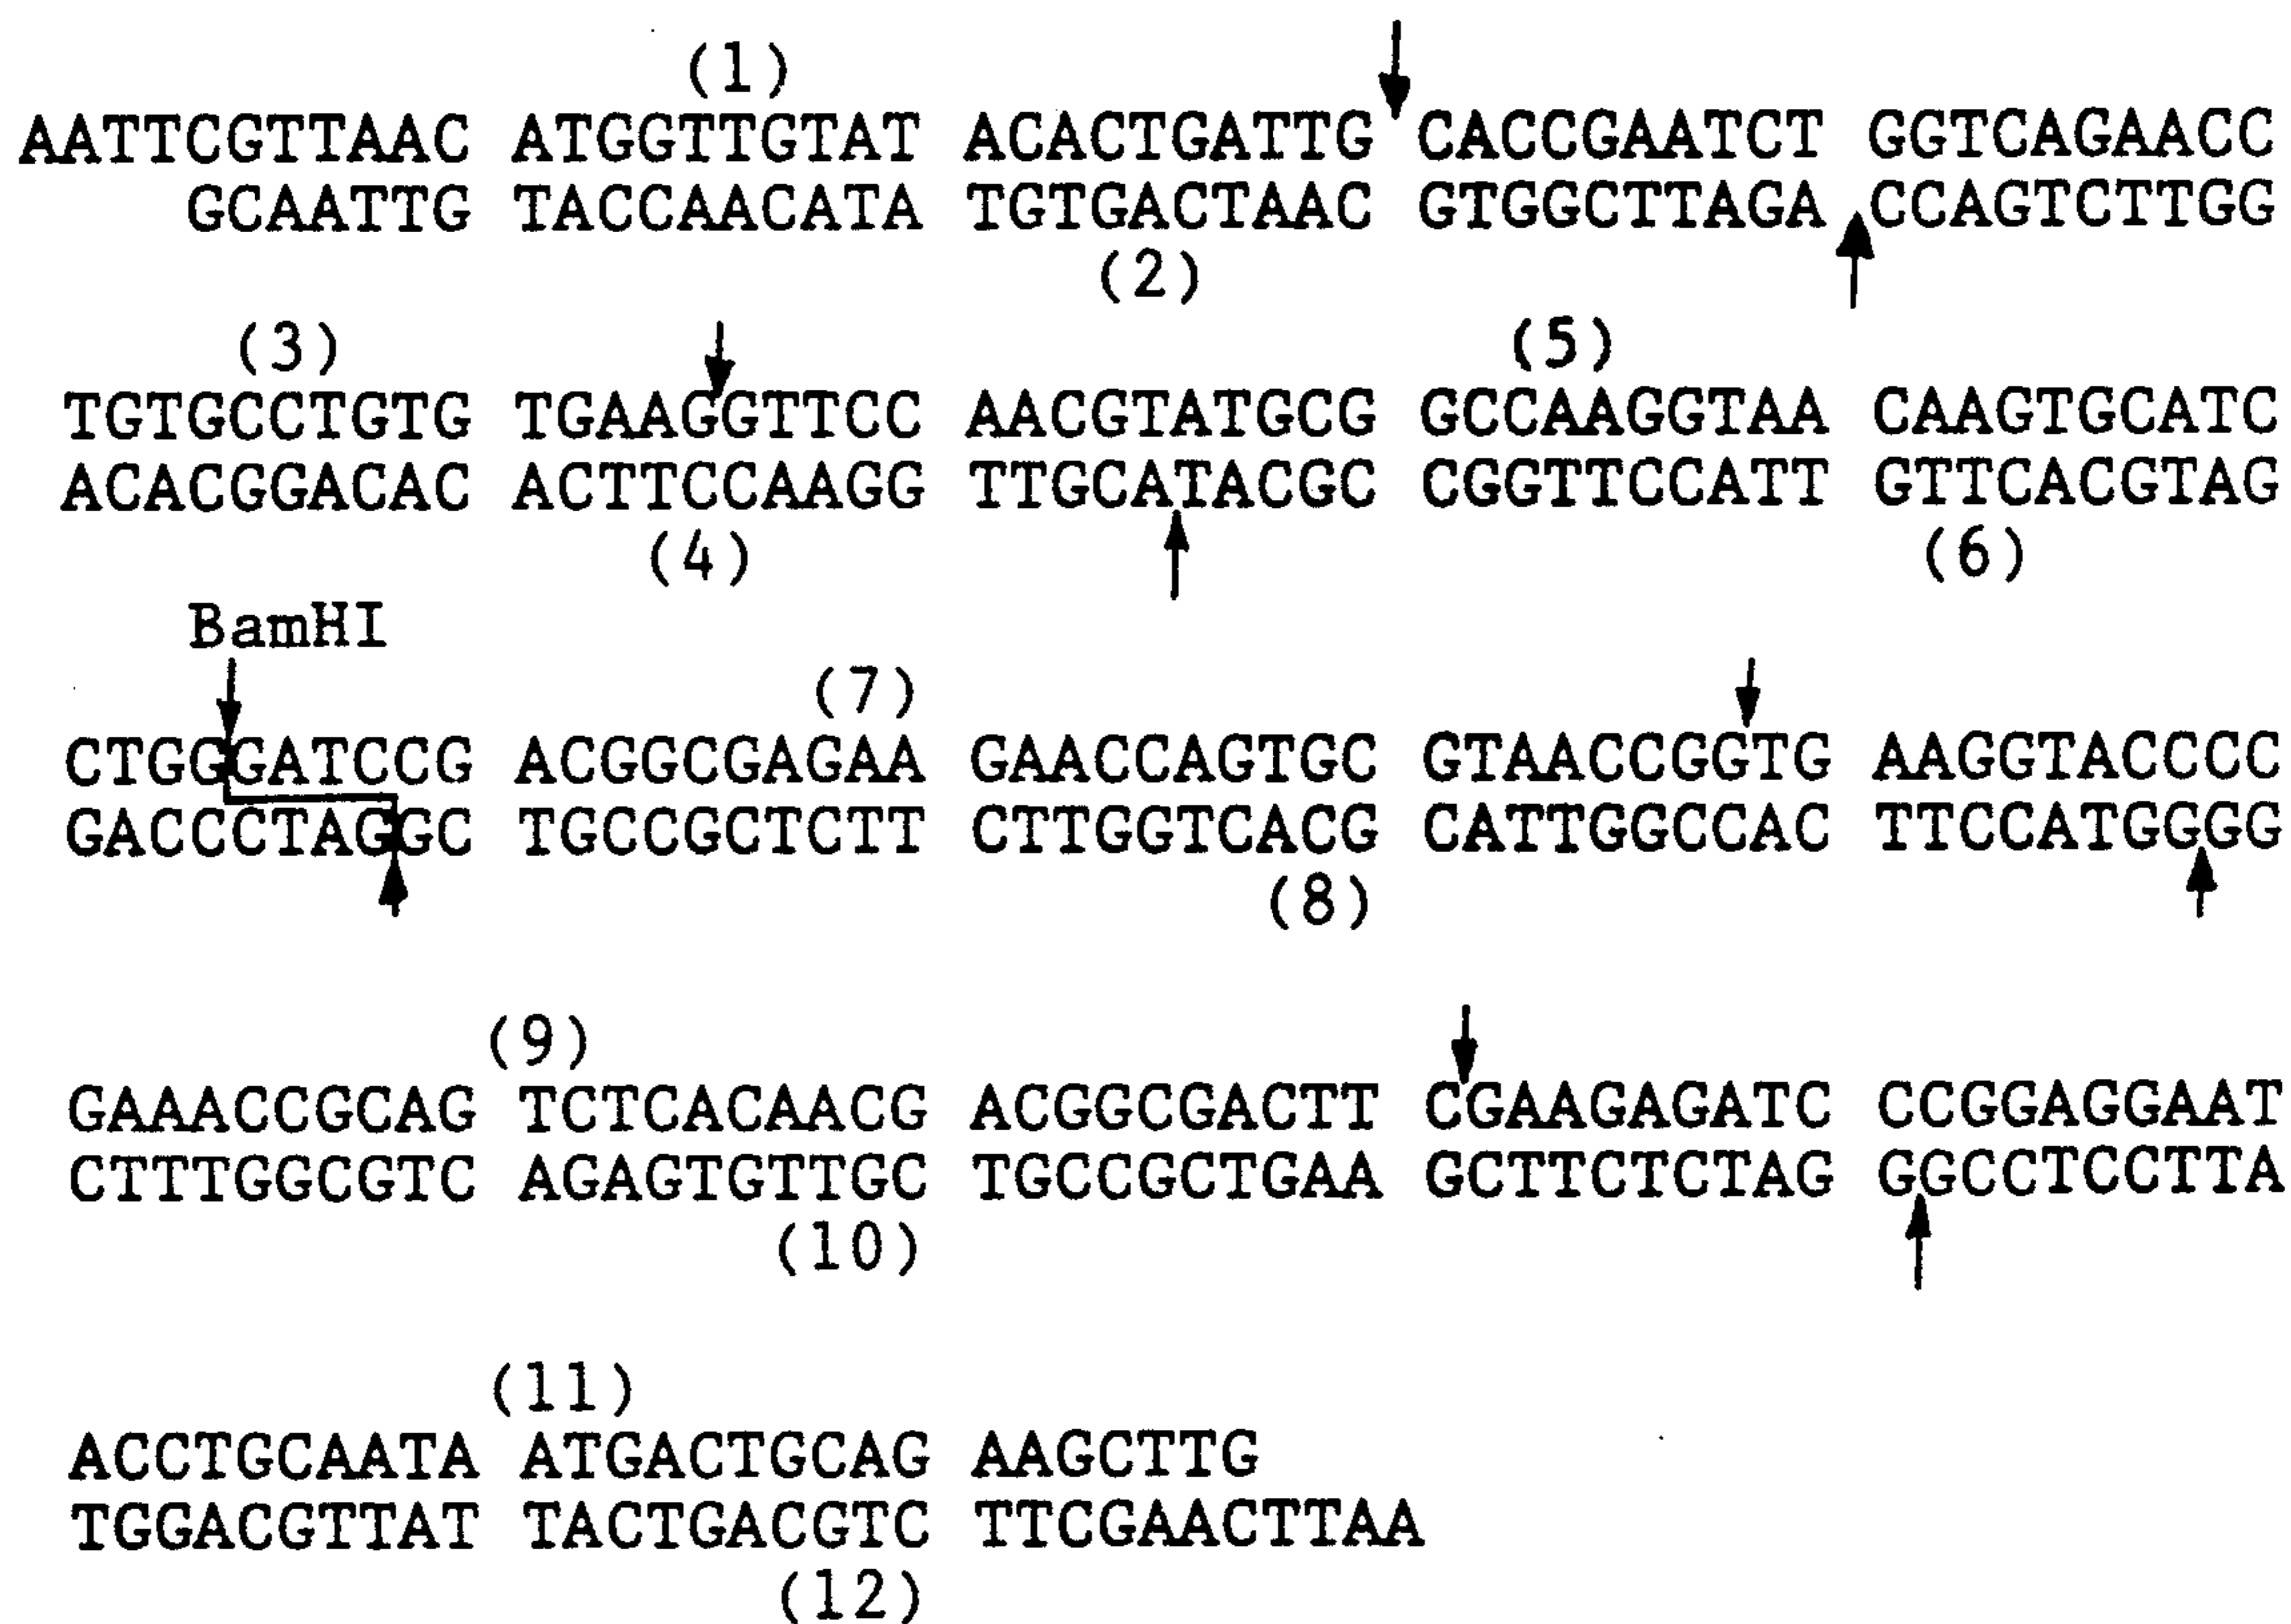 (1)
AATTCGTTAAC ATGGTTGTAT ACACTGATTG CACCGAATCT GGTCAGAACC
GCAATTG TACCAACATA TGTGACTAAC GTGGCTTAGA CCAGTCTTGG
(2)
(3) (5)
TGTGCCTGTG TGAAGGTTCC AACGTATGCG GCCAAGGTAA CAAGTGCATC
ACACGGACAC ACTTCCAAGG TTGCATACGC CGGTTCCATT GTTCACGTAG
(4) (6)
BamHI
(7)
CTGGGATCCG ACGGCGAGAA GAACCAGTGC GTAACCGGTG AAGGTACCCC
GACCCTAGGC TGCCGCTCTT CTTGGTCACG CATTGGCCAC TTCCATGGGG
(8)
(9)
GAAACCGCAG TCTCACAACG ACGGCGACTT CGAAGAGATC CCGGAGGAAT
CTTTGGCGTC AGAGTGTTGC TGCCGCTGAA GCTTCTCTAG GGCCTCCTTA
(10)
(11)
ACCTGCAATA ATGACTGCAG AAGCTTG
TGGACGTTAT TACTGACGTC TTCGAACTTAA
(12)